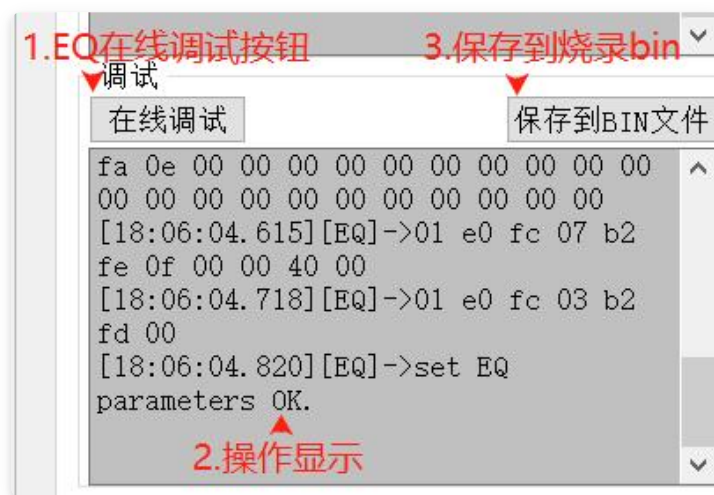 1.EQ在线调试按钮 3.保存到烧录bin
调试
在线调试 保存到BIN文件
fa 0e 00 00 00 00 00 00 00 00 00 00
00 00 00 00 00 00 00 00 00 00 00
[18:06:04.615][EQ]->01 e0 fc 07 b2
fe 0f 00 00 40 00
[18:06:04.718][EQ]->01 e0 fc 03 b2
fd 00
[18:06:04.820][EQ]->set EQ
parameters OK.
2.操作显示